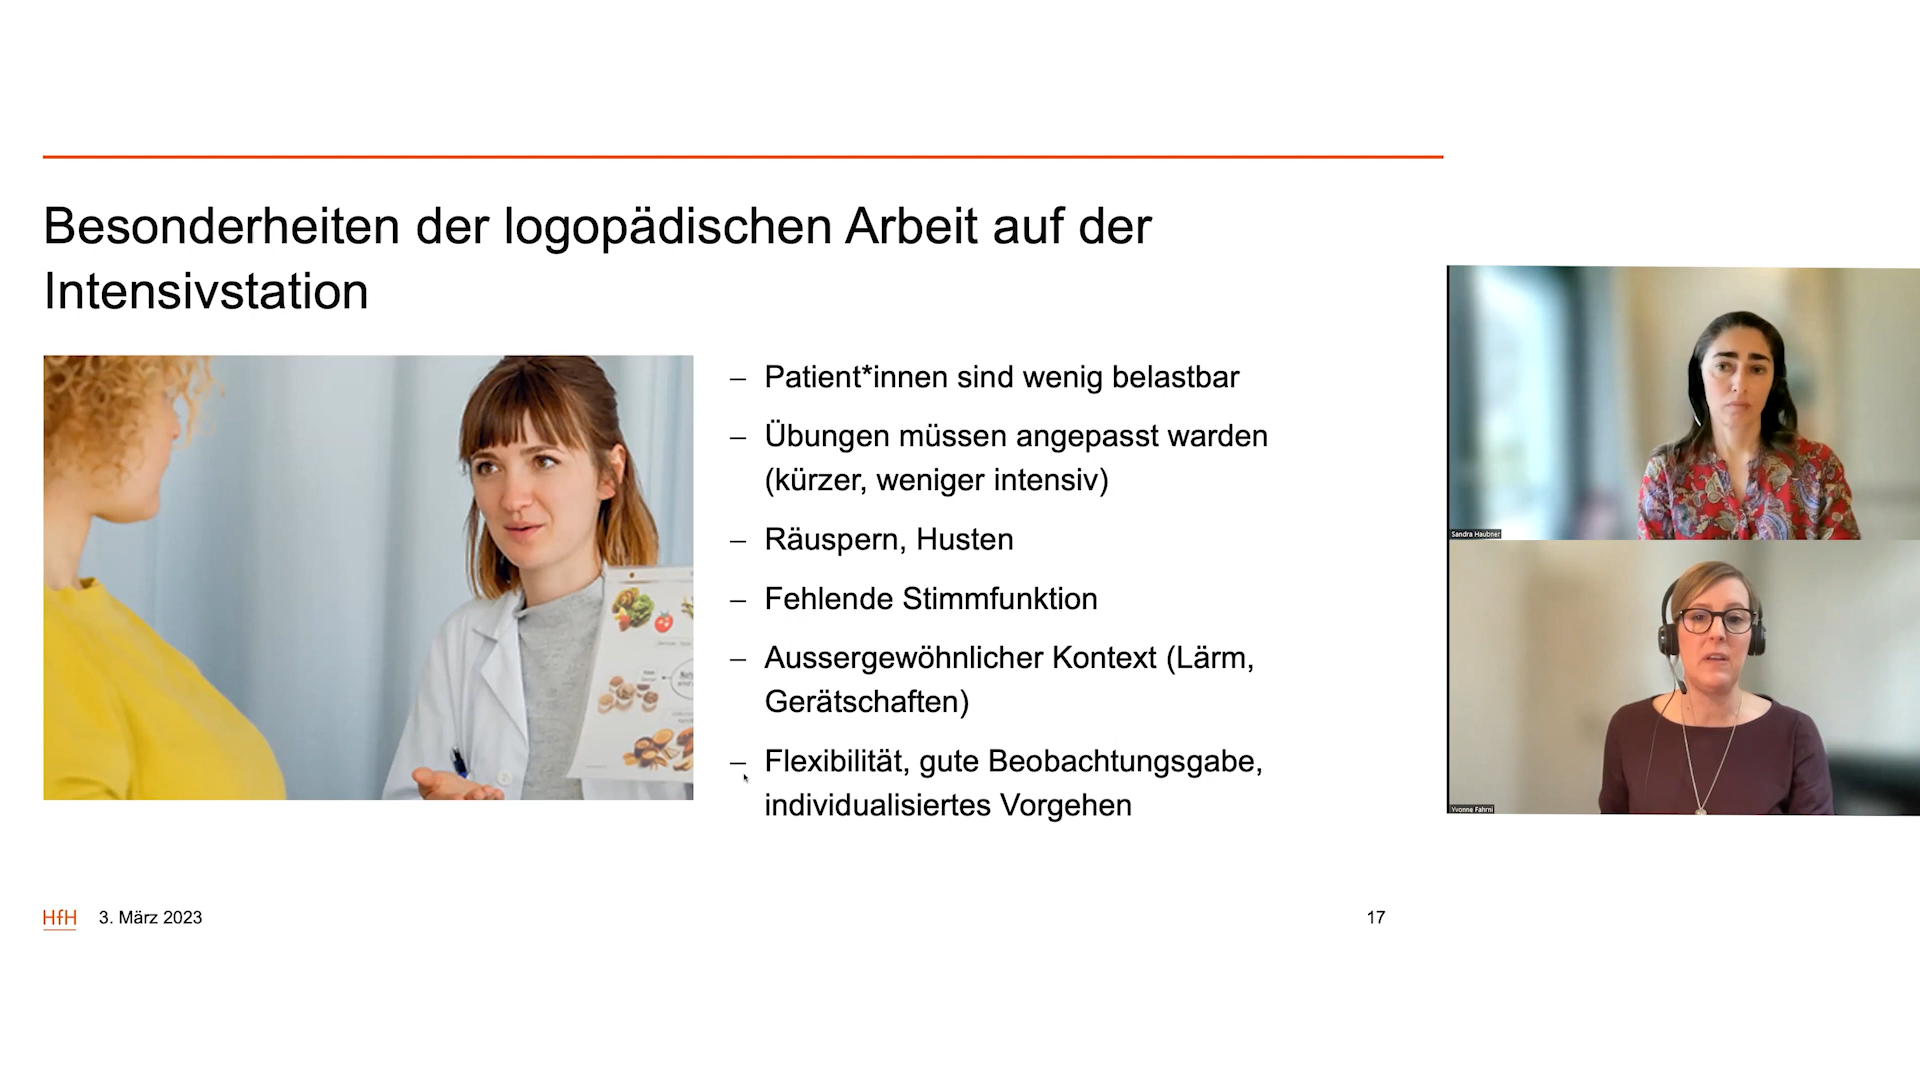 Besonderheiten der logopädischen Arbeit auf der
Intensivstation
– Patient*innen sind wenig belastbar
– Übungen müssen angepasst warden
(kürzer, weniger intensiv)
– Räuspern, Husten
– Fehlende Stimmfunktion
– Aussergewöhnlicher Kontext (Lärm,
Gerätschaften)
– Flexibilität, gute Beobachtungsgabe,
individualisiertes Vorgehen
Sandra Haubner
Yvonne Fahrni
HfH 3. März 2023
17